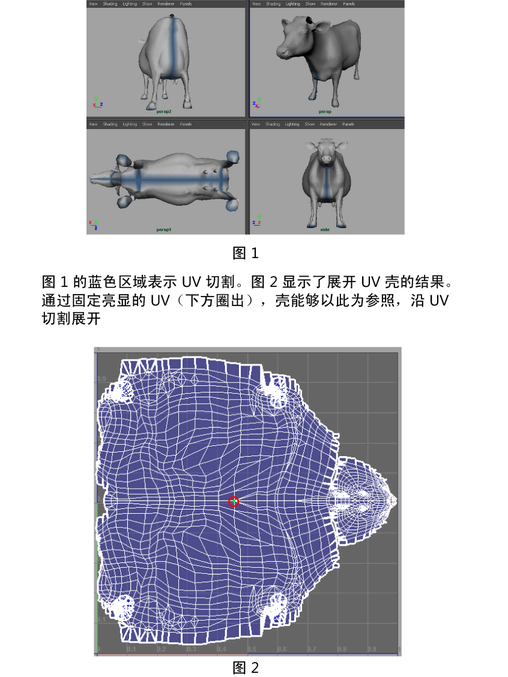 View Shading Lighting Show Renderer Panels
View Shading Lighting Show Renderer Panels
persp2
persp
View Shading Lighting Show Renderer Panels
View Shading Lighting Show Renderer Panels
persp1
side
图 1
图 1 的蓝色区域表示 UV 切割。图 2 显示了展开 UV 壳的结果。
通过固定亮显的 UV（下方圈出），壳能够以此为参照，沿 UV
切割展开
0.1 0.2 0.3 0.4 0.5 0.6 0.7 0.8 0.9
图 2